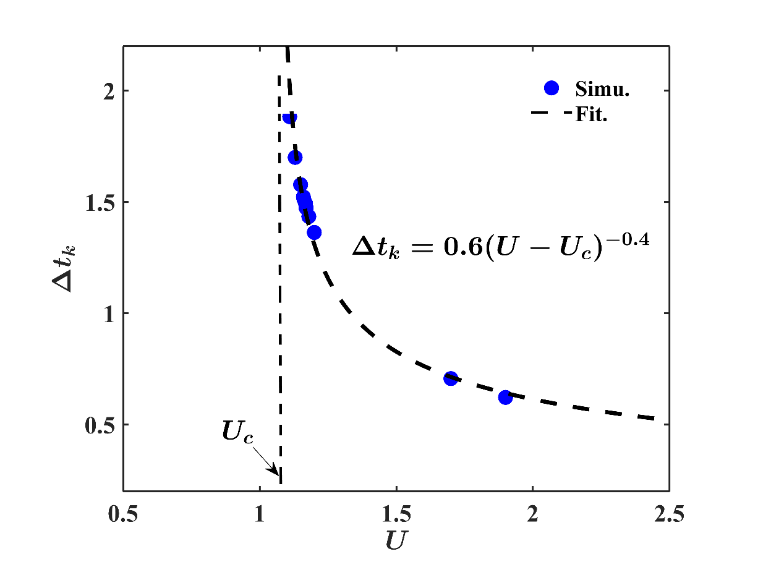 2
1.5
1
0.5
Δt_k
Simu.
Fit.
Δt_k = 0.6(U − U_c)^{−0.4}
U_c
0.5 1 1.5 2 2.5
U